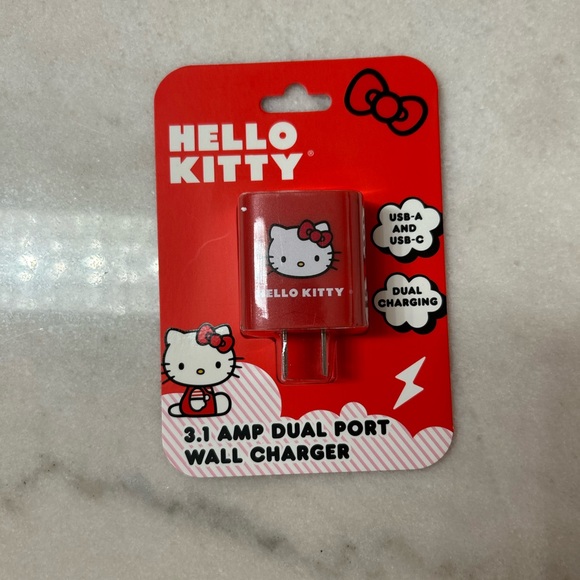 HELLO
KITTY®
USB-A
AND
USB-C
HELLO KITTY
DUAL
CHARGING
3.1 AMP DUAL PORT
WALL CHARGER